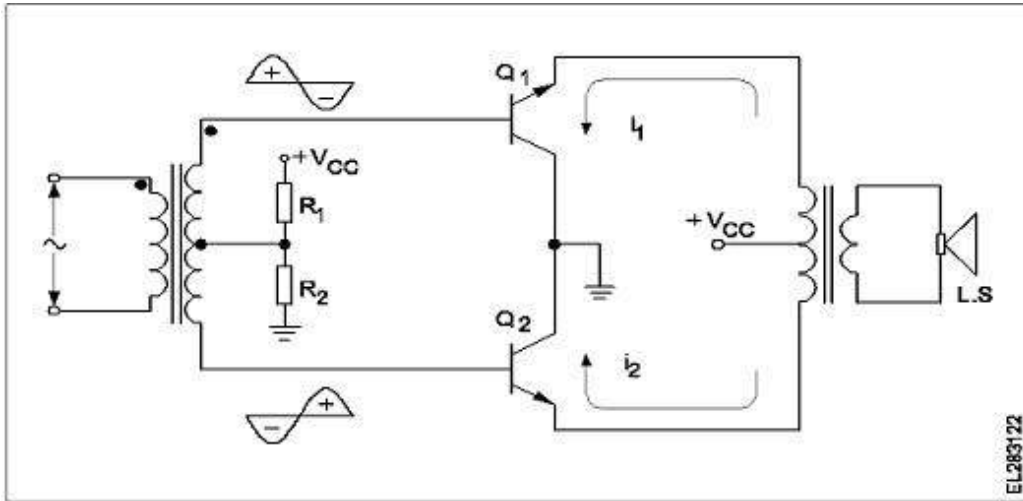 +
−
Q1
I1
+VCC
R1
+VCC
~
R2
L.S
Q2
i2
+
−
EL283122